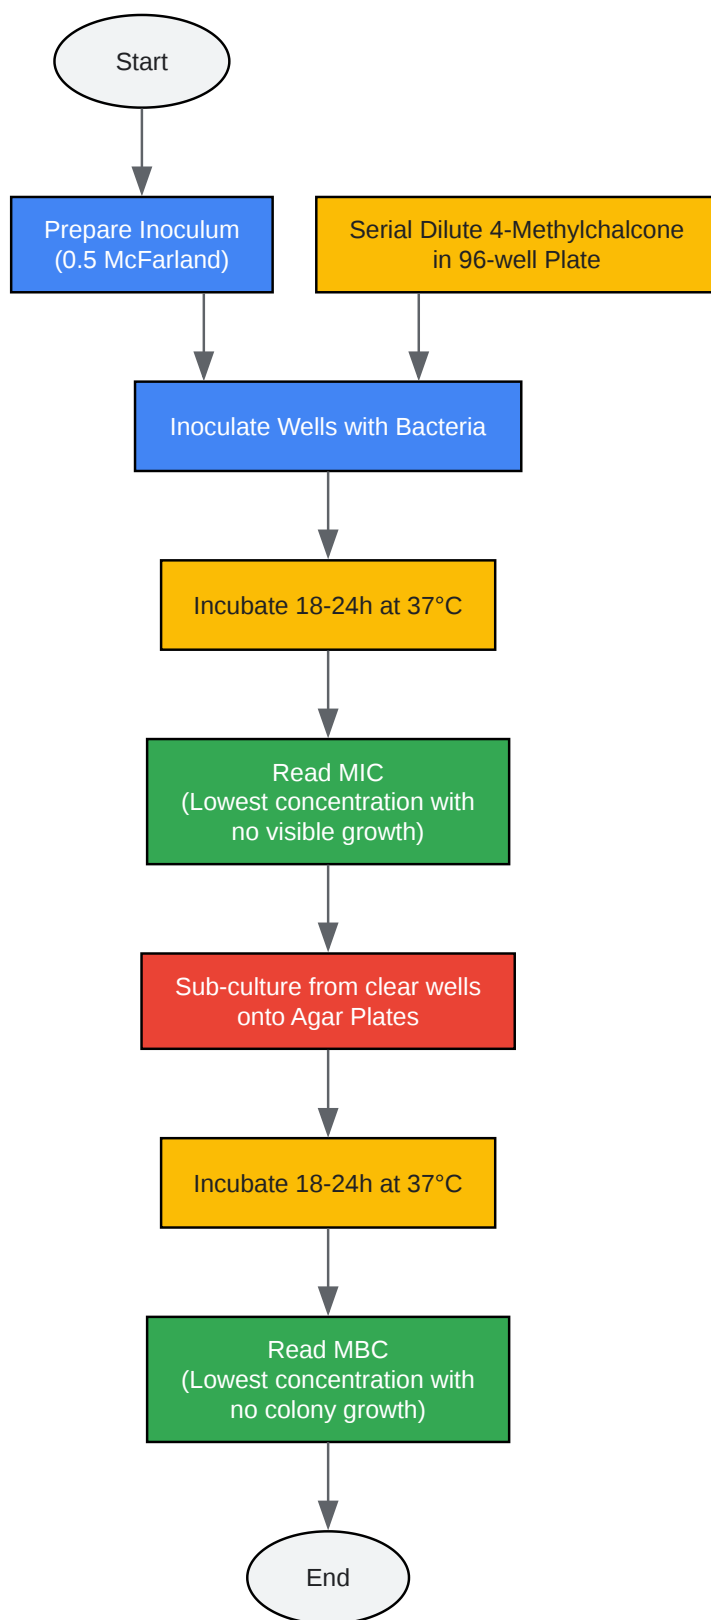 Start
Prepare Inoculum
(0.5 McFarland)
Serial Dilute 4-Methylchalcone
in 96-well Plate
Inoculate Wells with Bacteria
Incubate 18-24h at 37°C
Read MIC
(Lowest concentration with
no visible growth)
Sub-culture from clear wells
onto Agar Plates
Incubate 18-24h at 37°C
Read MBC
(Lowest concentration with
no colony growth)
End